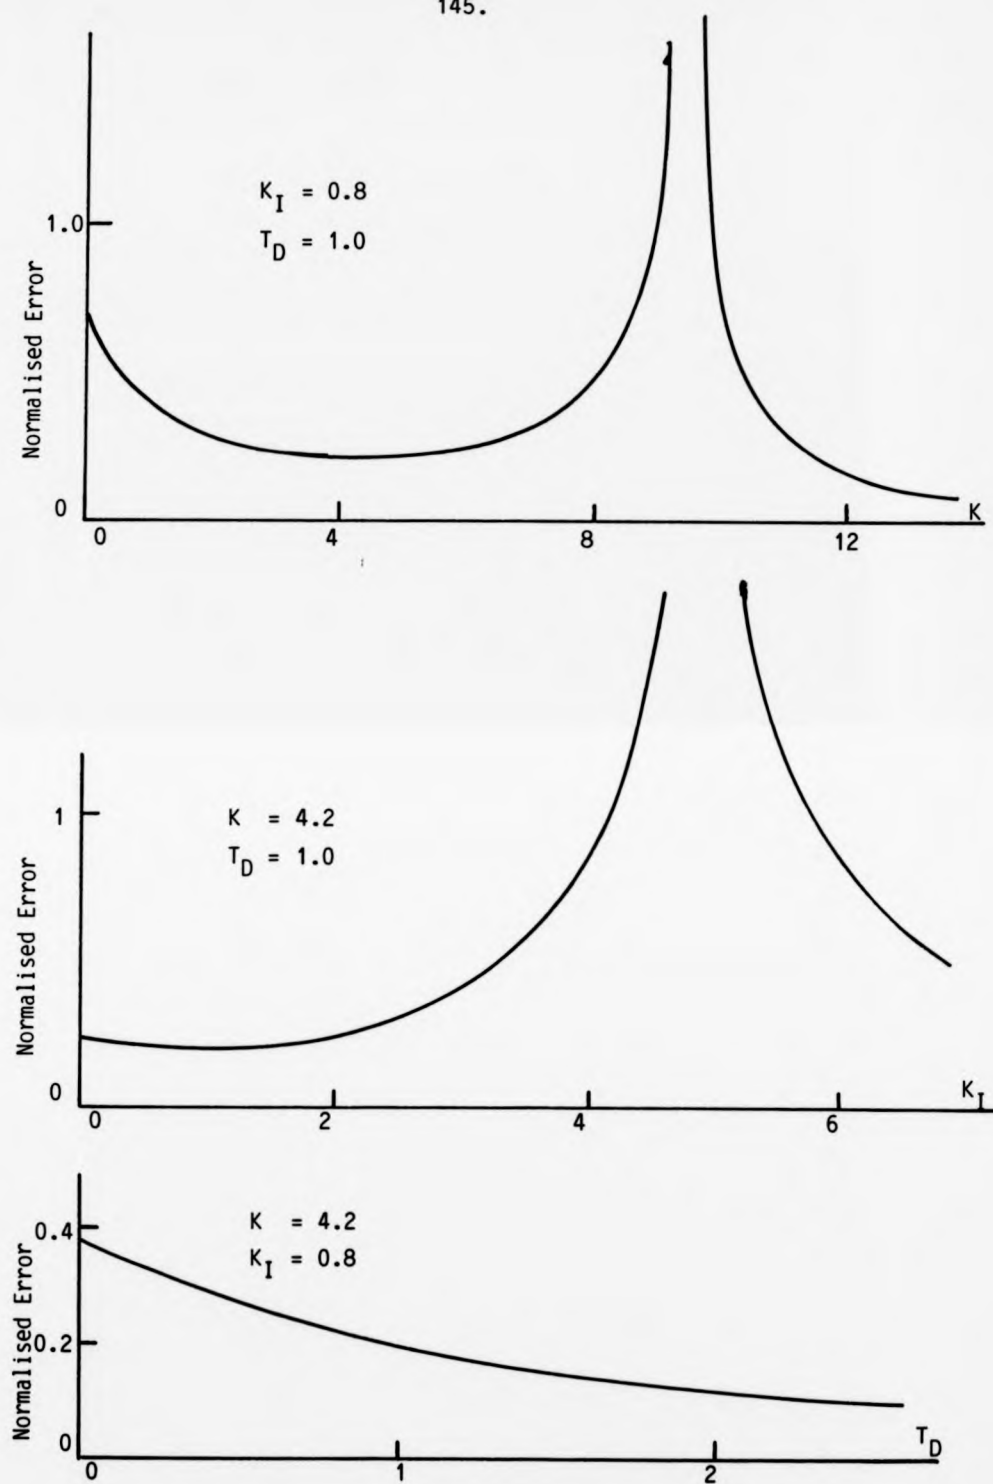 145.
K_I = 0.8
T_D = 1.0
1.0
Normalised Error
0
0 4 8 12
K
K = 4.2
T_D = 1.0
1
Normalised Error
0
0 2 4 6
K_I
K = 4.2
K_I = 0.8
0.4
0.2
Normalised Error
0
0 1 2
T_D